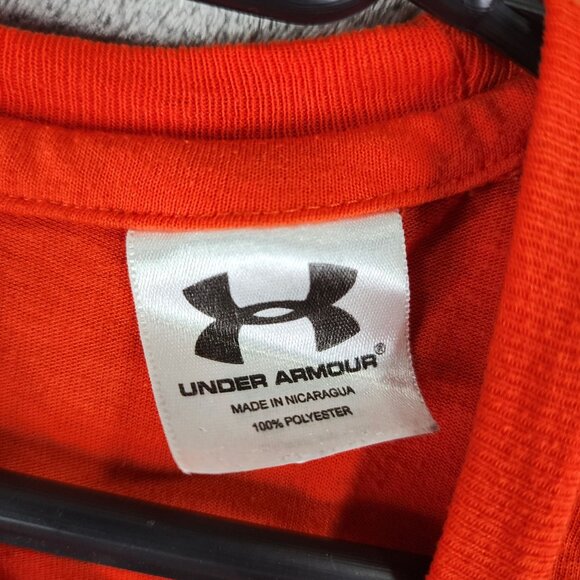 UNDER ARMOUR®
MADE IN NICARAGUA
100% POLYESTER